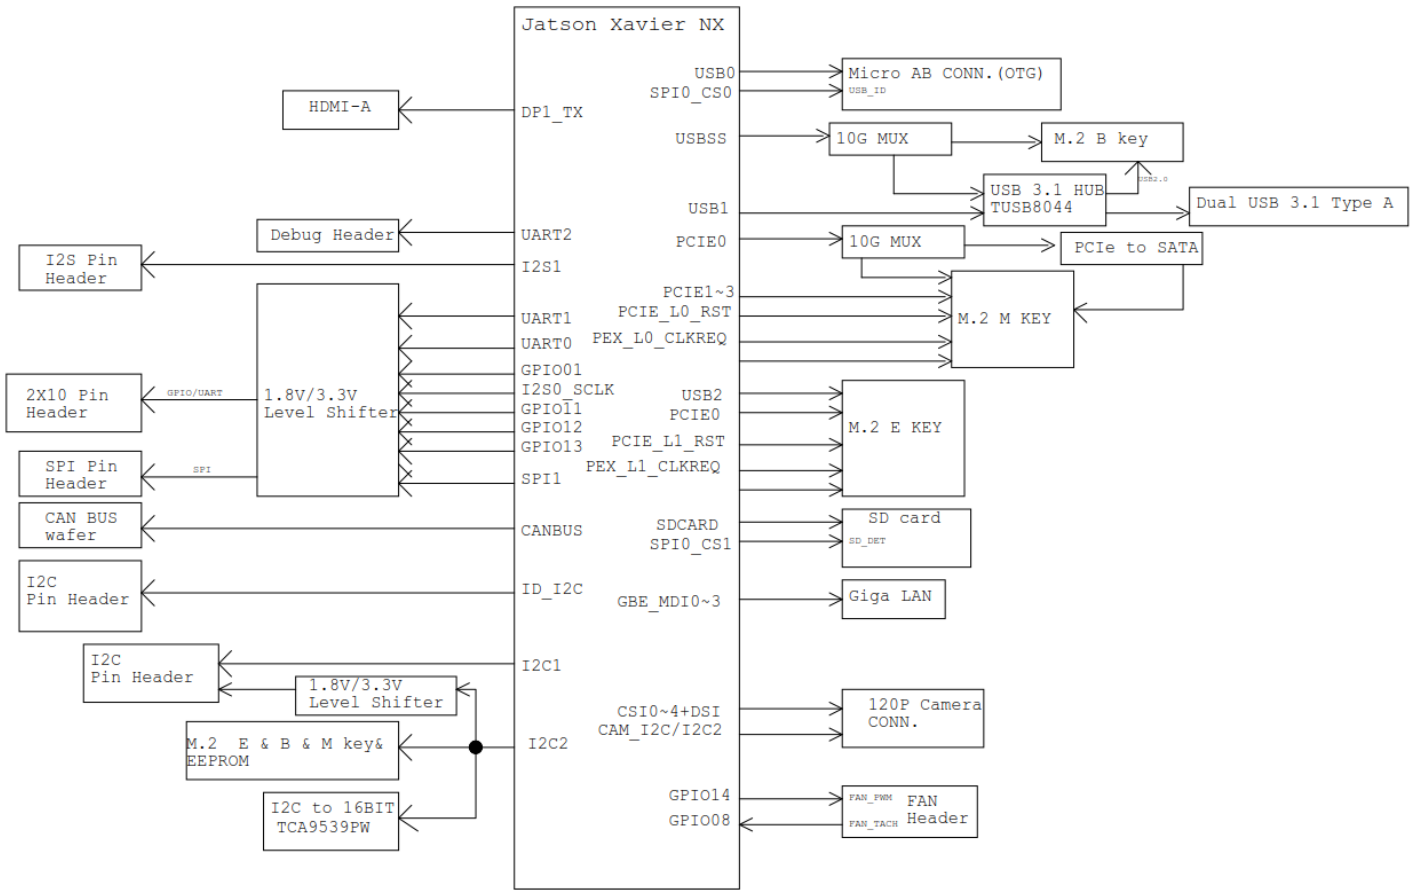 Jatson Xavier NX
HDMI-A
DP1_TX
Debug Header
UART2
I2S Pin
Header
I2S1
UART1
UART0
GPIO01
I2S0_SCLK
GPIO11
GPIO12
GPIO13
SPI1
1.8V/3.3V
Level Shifter
2X10 Pin
Header
GPIO/UART
SPI Pin
Header
SPI
CAN BUS
wafer
CANBUS
I2C
Pin Header
ID_I2C
I2C
Pin Header
I2C1
1.8V/3.3V
Level Shifter
M.2 E & B & M key&
EEPROM
I2C2
I2C to 16BIT
TCA9539PW
USB0
SPI0_CS0
Micro AB CONN.(OTG)
USB_ID
USBSS
10G MUX
M.2 B key
USB2.0
USB 3.1 HUB
TUSB8044
USB1
Dual USB 3.1 Type A
PCIE0
10G MUX
PCIe to SATA
PCIE1~3
PCIE_L0_RST
PEX_L0_CLKREQ
M.2 M KEY
USB2
PCIE0
PCIE_L1_RST
PEX_L1_CLKREQ
M.2 E KEY
SDCARD
SPI0_CS1
SD card
SD_DET
GBE_MDI0~3
Giga LAN
CSI0~4+DSI
CAM_I2C/I2C2
120P Camera
CONN.
GPIO14
GPIO08
FAN_PWM
FAN_TACH
FAN
Header